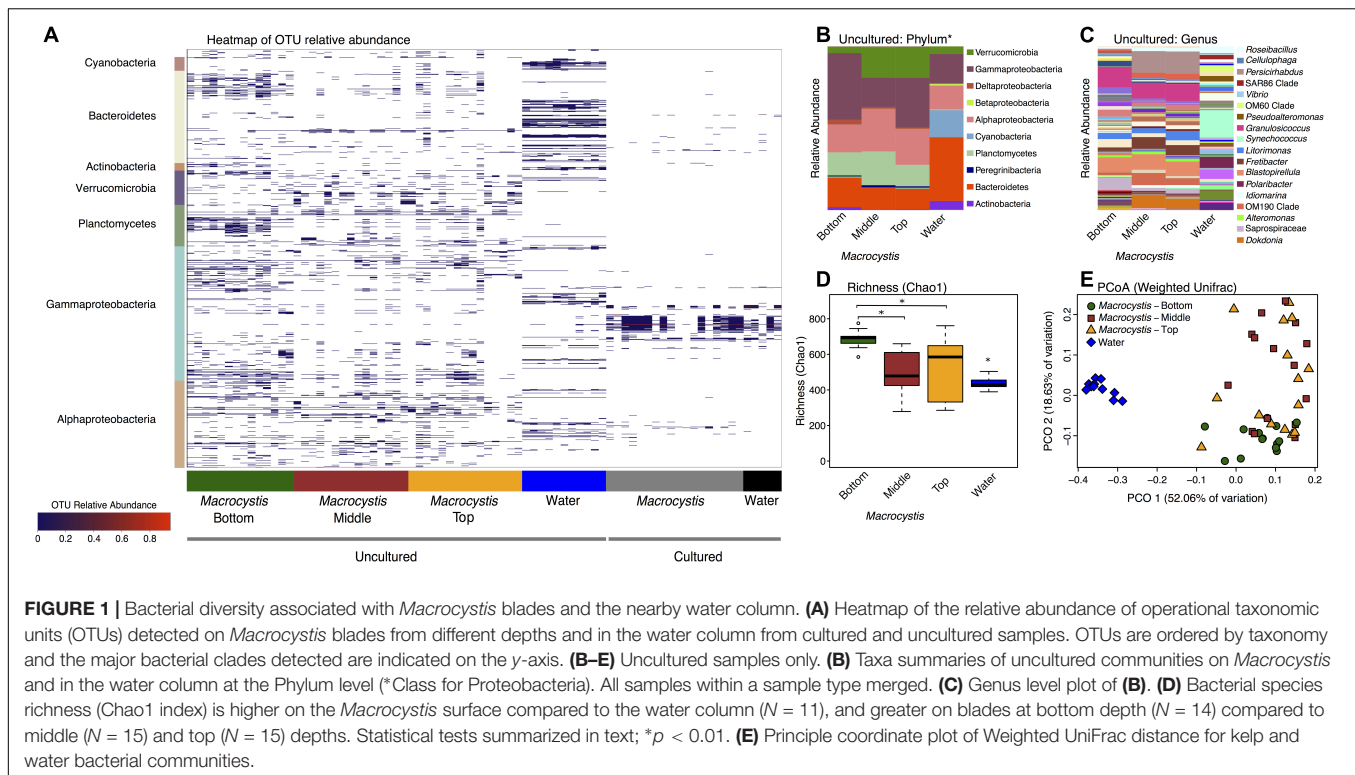 A
Heatmap of OTU relative abundance
Cyanobacteria
Bacteroidetes
Actinobacteria
Verrucomicrobia
Planctomycetes
Gammaproteobacteria
Alphaproteobacteria
OTU Relative Abundance
0 0.2 0.4 0.6 0.8
Macrocystis Bottom
Macrocystis Middle
Macrocystis Top
Water
Macrocystis
Water
Uncultured
Cultured
B
Uncultured: Phylum*
Relative Abundance
Verrucomicrobia
Gammaproteobacteria
Deltaproteobacteria
Betaproteobacteria
Alphaproteobacteria
Cyanobacteria
Planctomycetes
Peregrinibacteria
Bacteroidetes
Actinobacteria
Bottom
Middle
Top
Water
Macrocystis
C
Uncultured: Genus
Relative Abundance
Roseibacillus
Cellulophaga
Persicirhabdus
SAR86 Clade
Vibrio
OM60 Clade
Pseudoalteromonas
Granulosicoccus
Synechococcus
Litorimonas
Fretibacter
Blastopirellula
Polaribacter
Idiomarina
OM190 Clade
Alteromonas
Saprospiraceae
Dokdonia
Bottom
Middle
Top
Water
Macrocystis
D
Richness (Chao1)
Richness (Chao1)
800
600
400
200
0
*
*
*
Bottom
Middle
Top
Water
Macrocystis
E
PCoA (Weighted Unifrac)
Macrocystis – Bottom
Macrocystis – Middle
Macrocystis – Top
Water
PCO 2 (18.63% of variation)
0.2
0.1
0.0
−0.1
−0.4 −0.3 −0.2 −0.1 0.0 0.1 0.2
PCO 1 (52.06% of variation)
FIGURE 1 | Bacterial diversity associated with Macrocystis blades and the nearby water column. (A) Heatmap of the relative abundance of operational taxonomic
units (OTUs) detected on Macrocystis blades from different depths and in the water column from cultured and uncultured samples. OTUs are ordered by taxonomy
and the major bacterial clades detected are indicated on the y-axis. (B–E) Uncultured samples only. (B) Taxa summaries of uncultured communities on Macrocystis
and in the water column at the Phylum level (*Class for Proteobacteria). All samples within a sample type merged. (C) Genus level plot of (B). (D) Bacterial species
richness (Chao1 index) is higher on the Macrocystis surface compared to the water column (N = 11), and greater on blades at bottom depth (N = 14) compared to
middle (N = 15) and top (N = 15) depths. Statistical tests summarized in text; *p < 0.01. (E) Principle coordinate plot of Weighted UniFrac distance for kelp and
water bacterial communities.